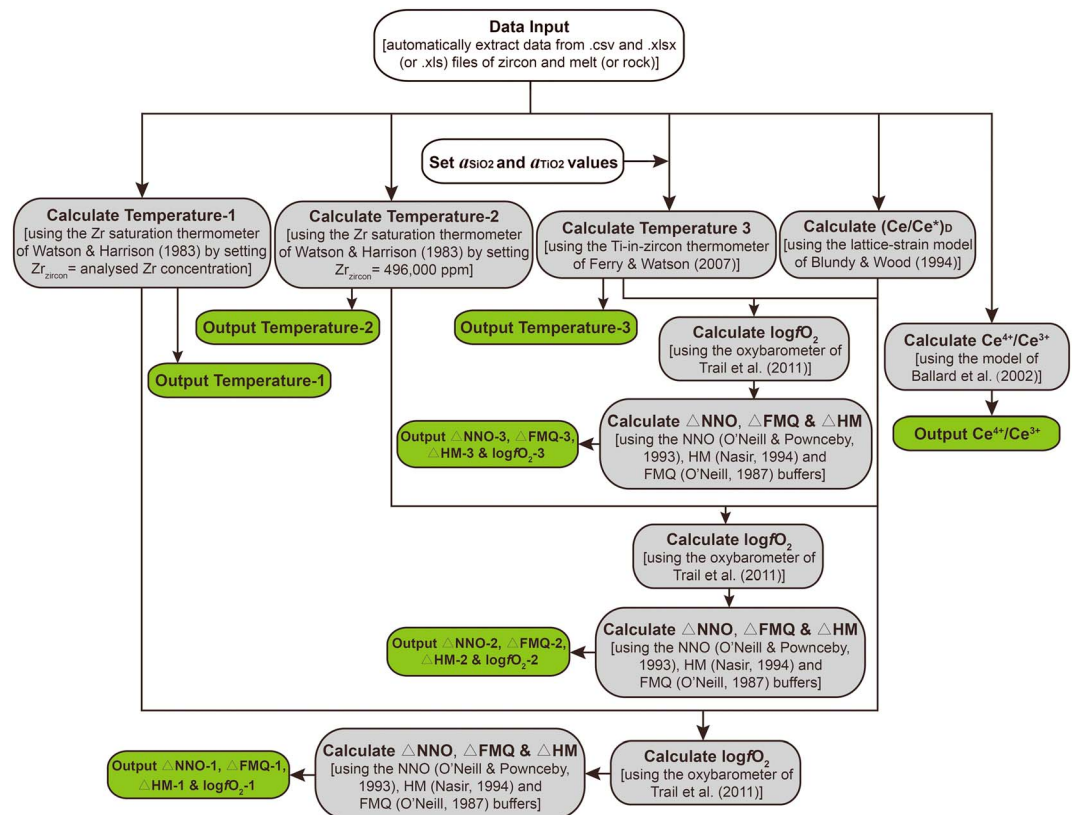 Data Input
[automatically extract data from .csv and .xlsx
(or .xls) files of zircon and melt (or rock)]
Set aSiO2 and aTiO2 values
Calculate Temperature-1
[using the Zr saturation thermometer
of Watson & Harrison (1983) by setting
Zrzircon = analysed Zr concentration]
Calculate Temperature-2
[using the Zr saturation thermometer
of Watson & Harrison (1983) by setting
Zrzircon = 496,000 ppm]
Calculate Temperature 3
[using the Ti-in-zircon thermometer
of Ferry & Watson (2007)]
Calculate (Ce/Ce*)D
[using the lattice-strain model
of Blundy & Wood (1994)]
Output Temperature-2
Output Temperature-3
Output Temperature-1
Calculate logfO2
[using the oxybarometer of
Trail et al. (2011)]
Calculate Ce4+/Ce3+
[using the model of
Ballard et al. (2002)]
Output Ce4+/Ce3+
Calculate △NNO, △FMQ & △HM
[using the NNO (O'Neill & Pownceby,
1993), HM (Nasir, 1994) and
FMQ (O'Neill, 1987) buffers]
Output △NNO-3, △FMQ-3,
△HM-3 & logfO2-3
Calculate logfO2
[using the oxybarometer of
Trail et al. (2011)]
Calculate △NNO, △FMQ & △HM
[using the NNO (O'Neill & Pownceby,
1993), HM (Nasir, 1994) and
FMQ (O'Neill, 1987) buffers]
Output △NNO-2, △FMQ-2,
△HM-2 & logfO2-2
Calculate logfO2
[using the oxybarometer of
Trail et al. (2011)]
Calculate △NNO, △FMQ & △HM
[using the NNO (O'Neill & Pownceby,
1993), HM (Nasir, 1994) and
FMQ (O'Neill, 1987) buffers]
Output △NNO-1, △FMQ-1,
△HM-1 & logfO2-1